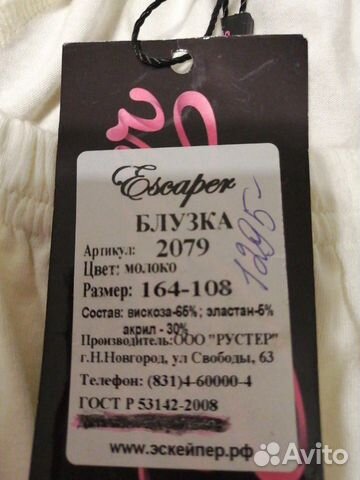 Escaper
БЛУЗКА
Артикул: 2079
Цвет: молоко
1295-
Размер: 164-108
Состав: вискоза-65%; эластан-5%
акрил - 30%
Производитель:ООО "РУСТЕР"
г.Н.Новгород, ул Свободы, 63
Телефон: (831)4-60000-4
ГОСТ Р 53142-2008
www.эскейпер.рф
Avito